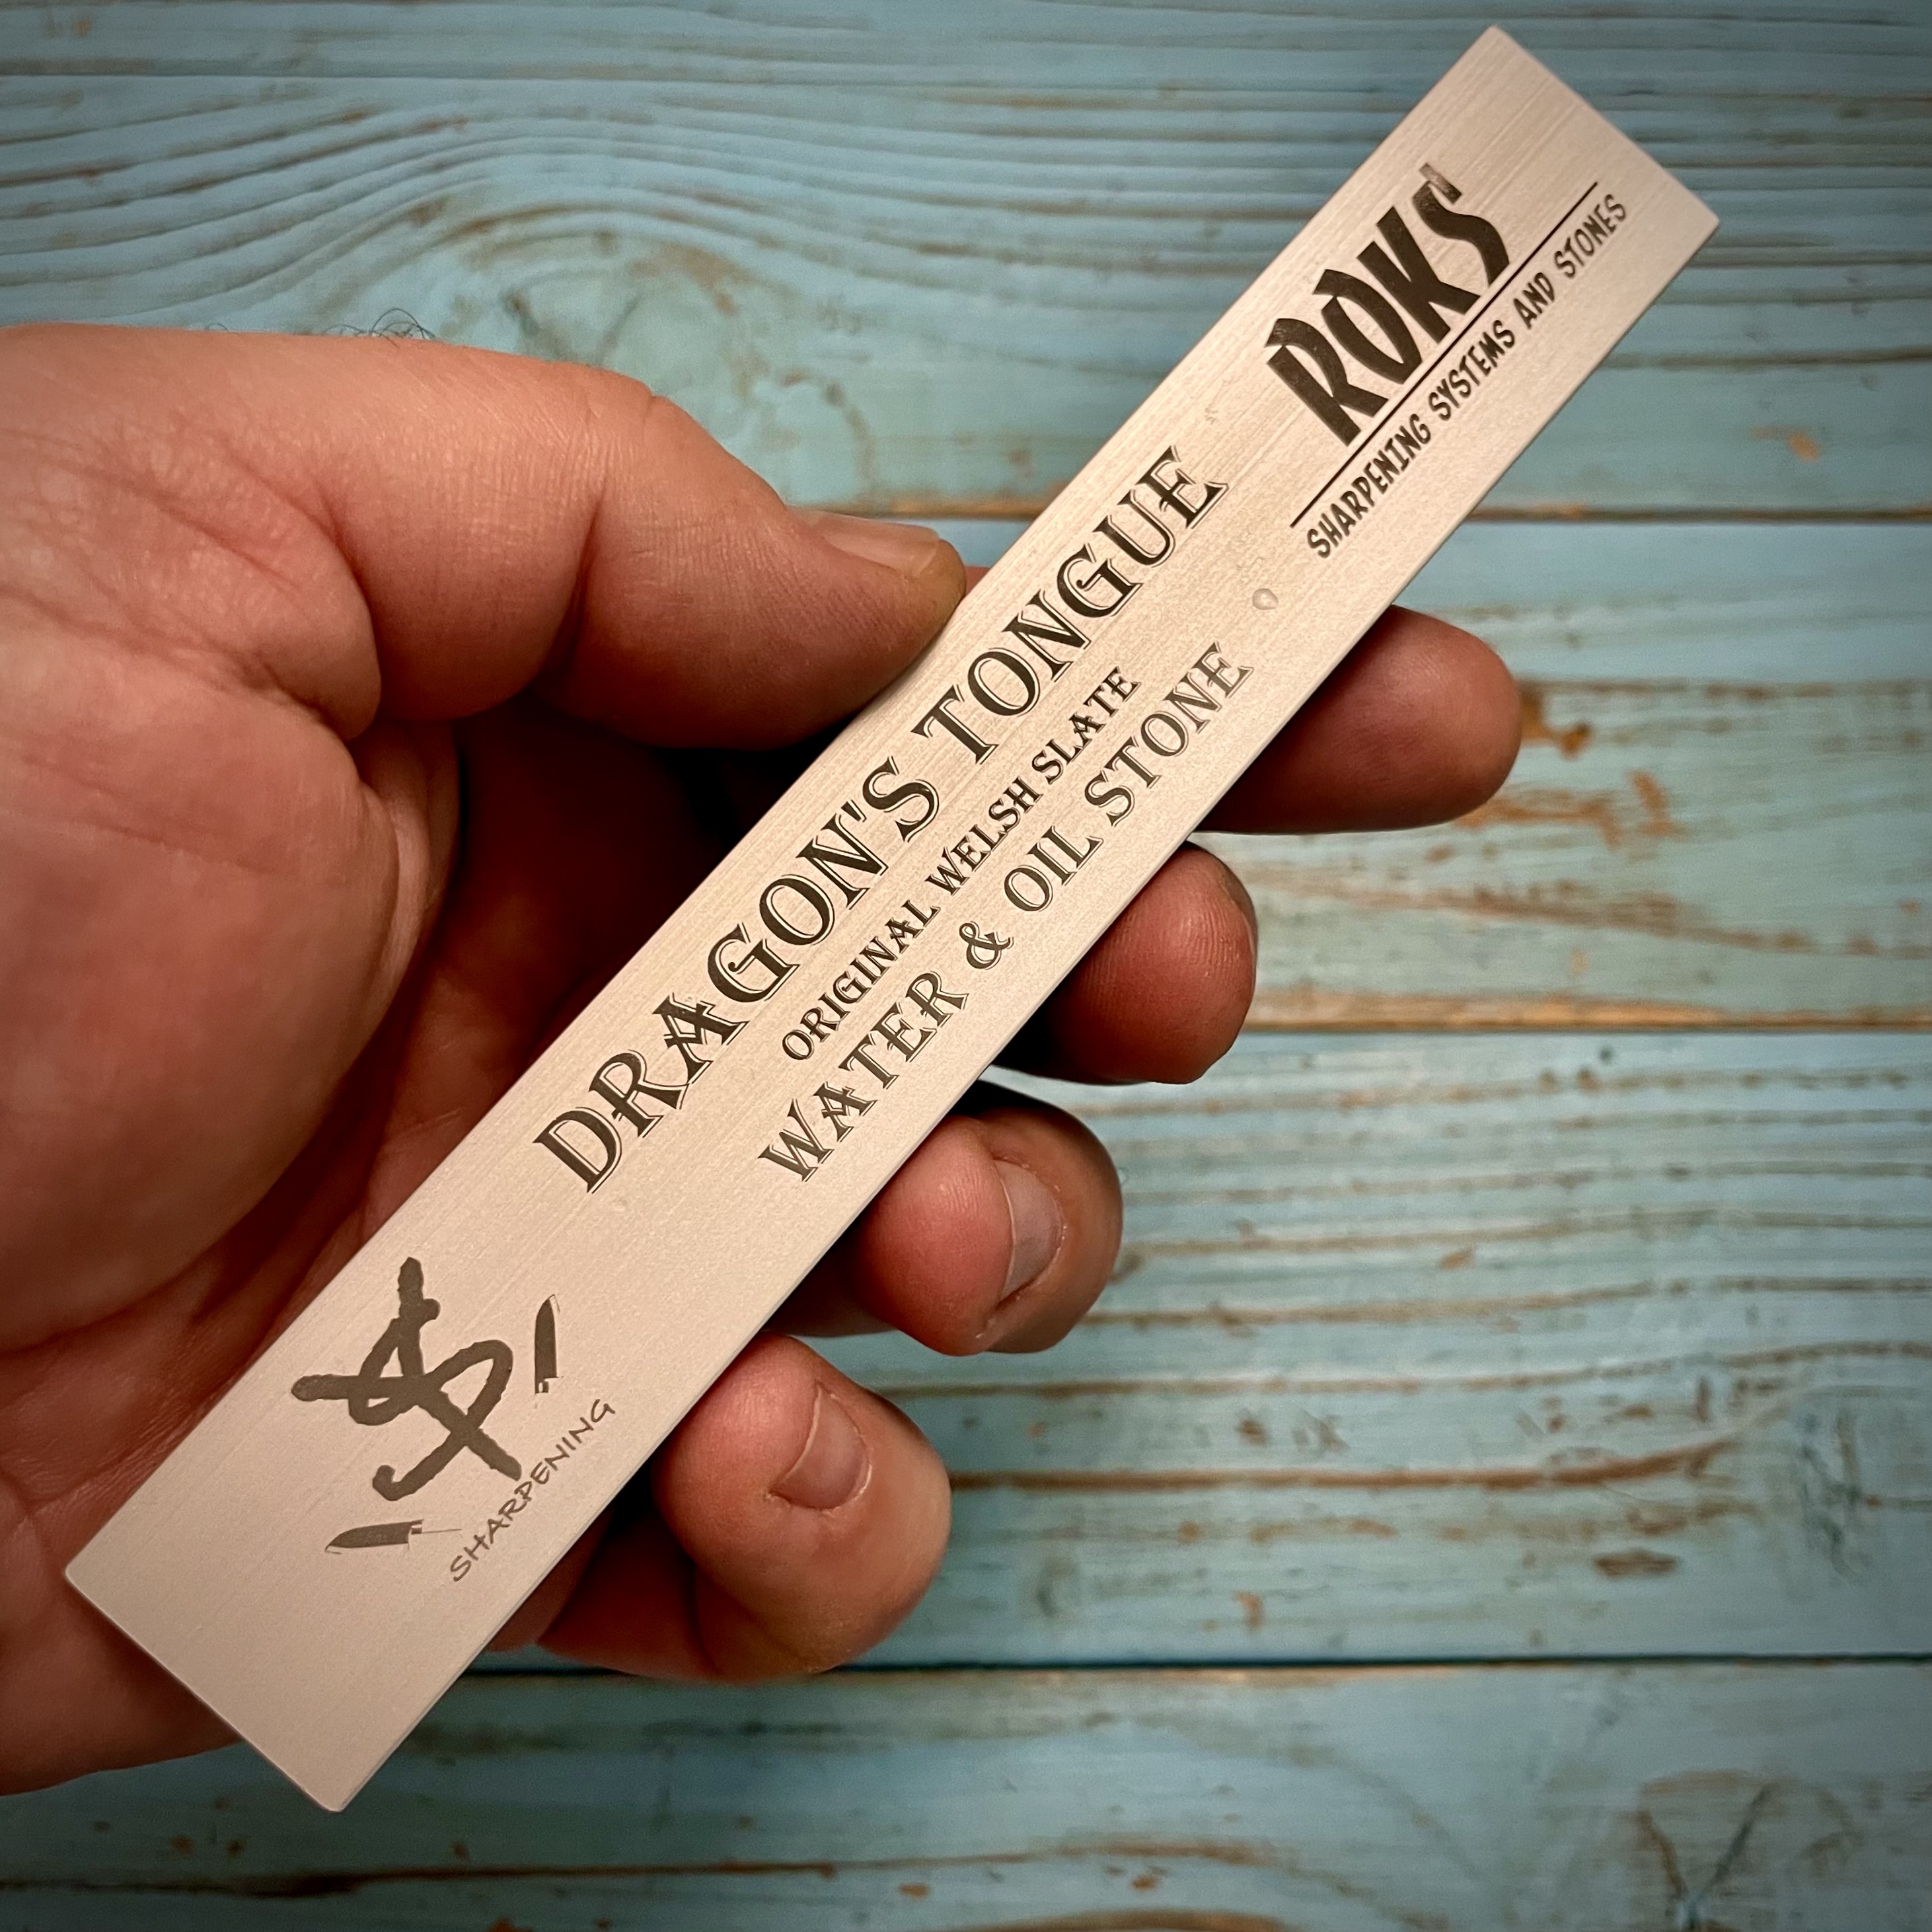 ROKS
SHARPENING SYSTEMS AND STONES
DRAGON'S TONGUE
ORIGINAL WELSH SLATE
WATER & OIL STONE
SHARPENING